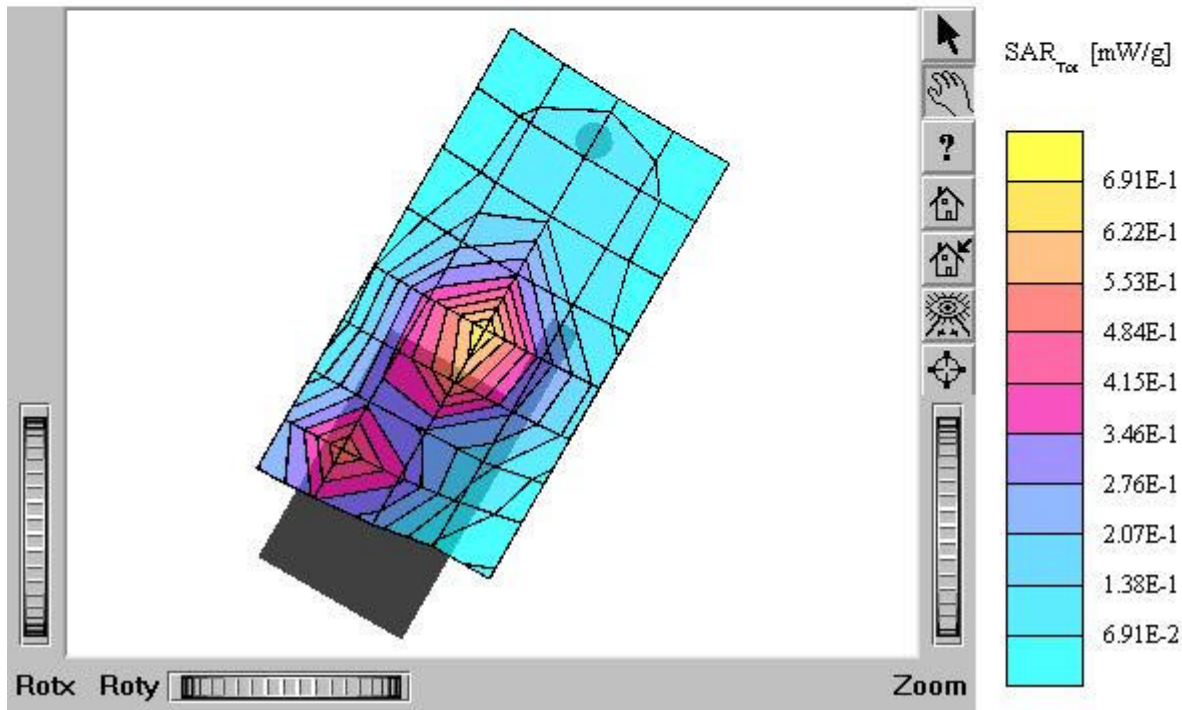 SAR_Tot [mW/g]
?
6.91E-1
6.22E-1
5.53E-1
4.84E-1
4.15E-1
3.46E-1
2.76E-1
2.07E-1
1.38E-1
6.91E-2
Rotx Roty Zoom